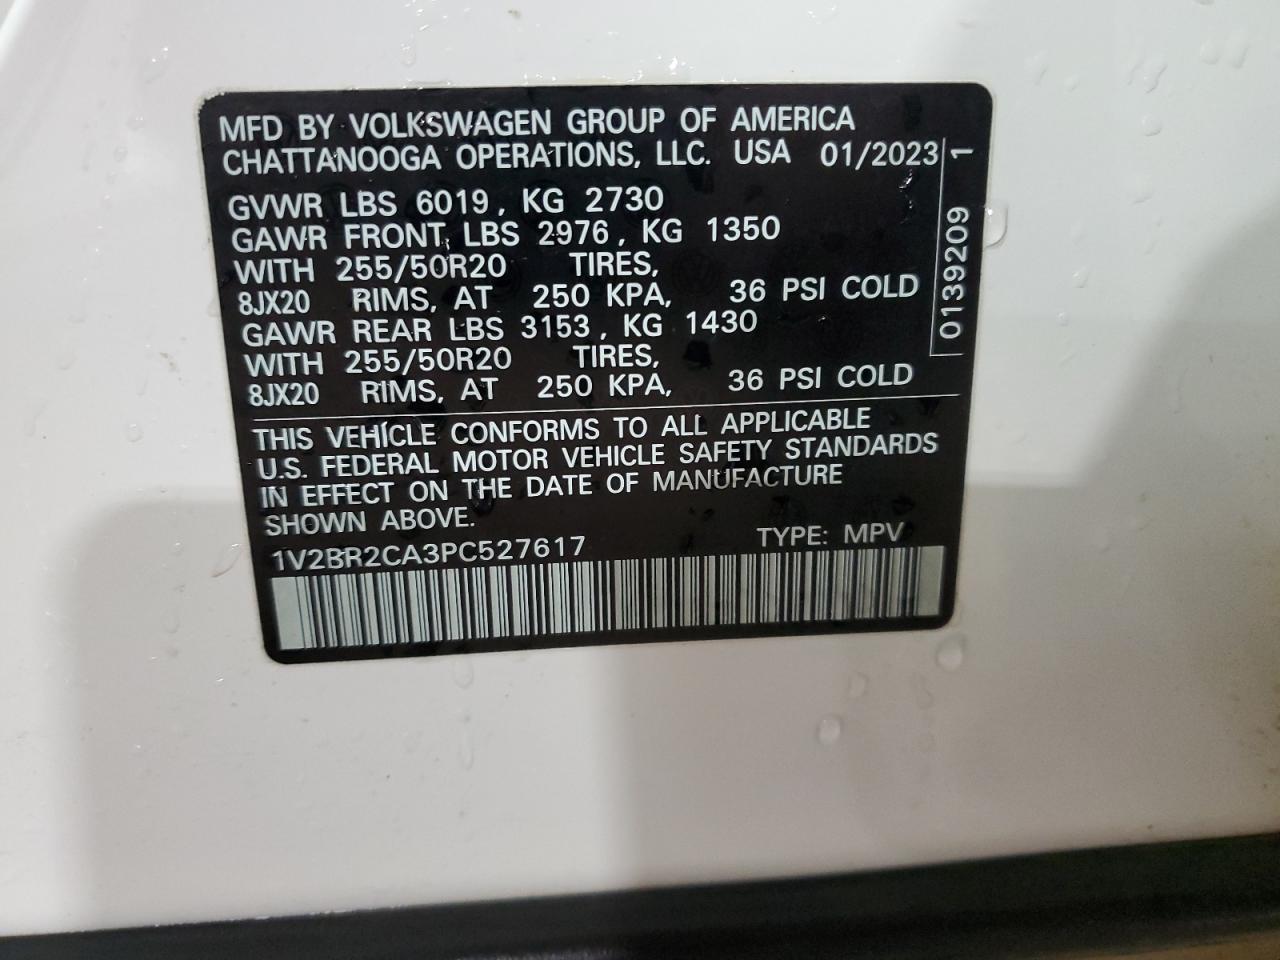 MFD BY VOLKSWAGEN GROUP OF AMERICA
CHATTANOOGA OPERATIONS, LLC. USA 01/2023
GVWR LBS 6019, KG 2730
GAWR FRONT LBS 2976, KG 1350
WITH 255/50R20 TIRES,
8JX20 RIMS, AT 250 KPA, 36 PSI COLD
GAWR REAR LBS 3153, KG 1430
WITH 255/50R20 TIRES,
8JX20 RIMS, AT 250 KPA, 36 PSI COLD
0139209 1
THIS VEHICLE CONFORMS TO ALL APPLICABLE
U.S. FEDERAL MOTOR VEHICLE SAFETY STANDARDS
IN EFFECT ON THE DATE OF MANUFACTURE
SHOWN ABOVE.
1V2BR2CA3PC527617 TYPE: MPV